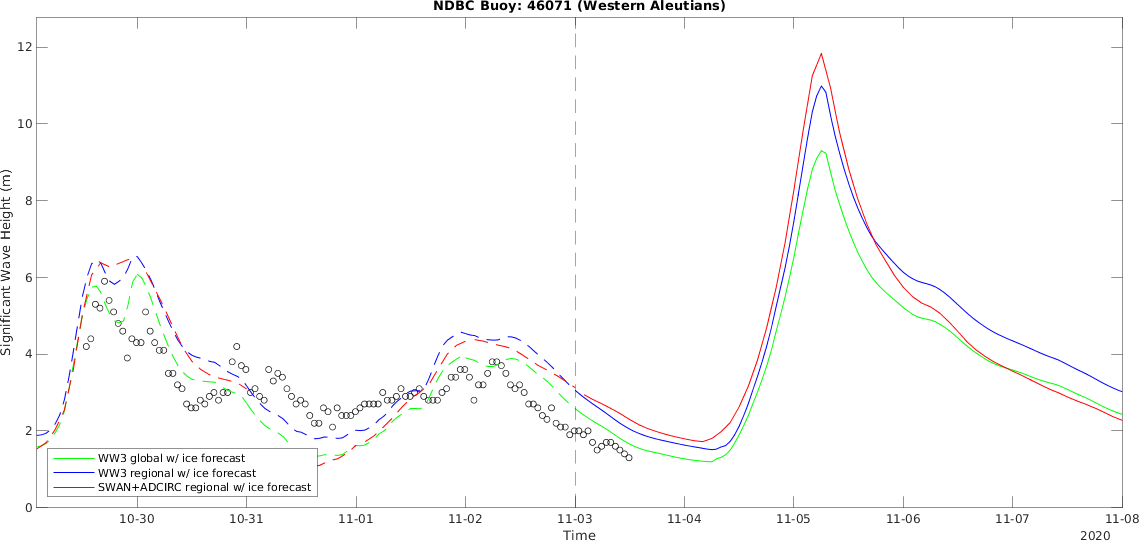 NDBC Buoy: 46071 (Western Aleutians)
12
10
8
6
4
2
0
Significant Wave Height (m)
WW3 global w/ ice forecast
WW3 regional w/ ice forecast
SWAN+ADCIRC regional w/ ice forecast
10-30 10-31 11-01 11-02 11-03 11-04 11-05 11-06 11-07 11-08
Time
2020